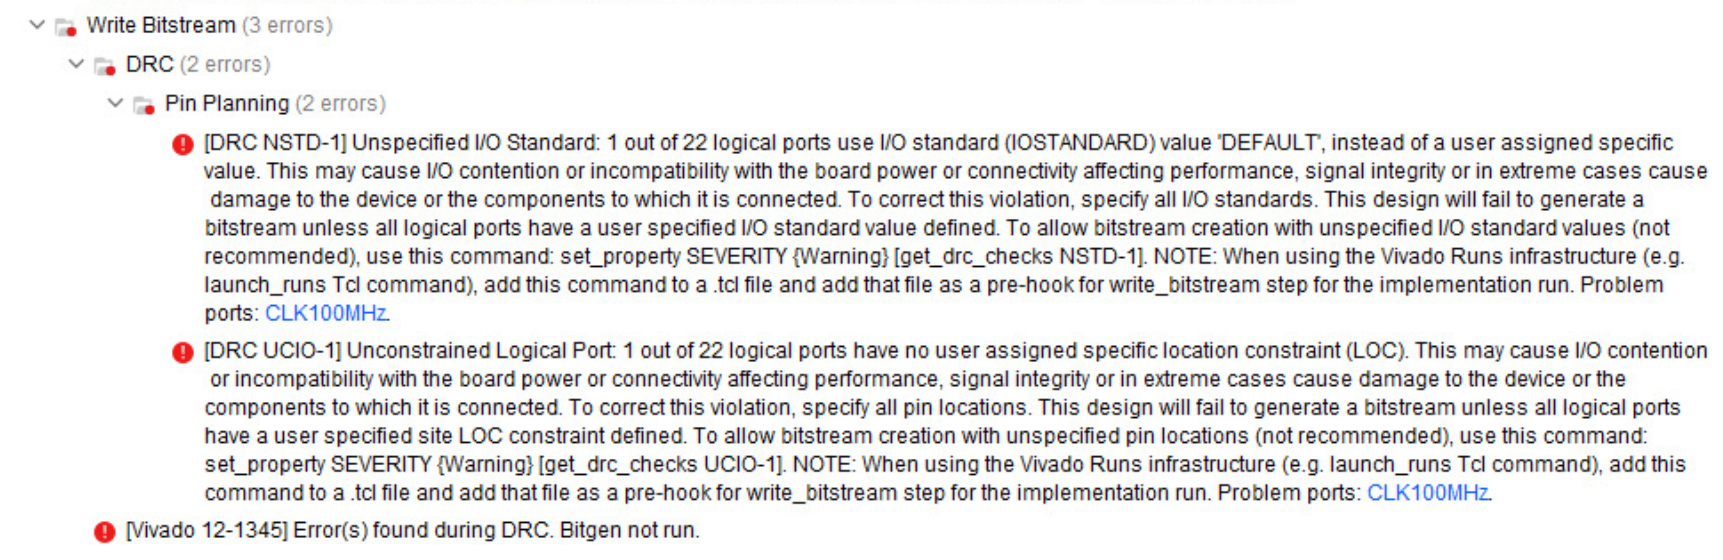 Write Bitstream (3 errors)
DRC (2 errors)
Pin Planning (2 errors)
[DRC NSTD-1] Unspecified I/O Standard: 1 out of 22 logical ports use I/O standard (IOSTANDARD) value 'DEFAULT', instead of a user assigned specific
value. This may cause I/O contention or incompatibility with the board power or connectivity affecting performance, signal integrity or in extreme cases cause
damage to the device or the components to which it is connected. To correct this violation, specify all I/O standards. This design will fail to generate a
bitstream unless all logical ports have a user specified I/O standard value defined. To allow bitstream creation with unspecified I/O standard values (not
recommended), use this command: set_property SEVERITY {Warning} [get_drc_checks NSTD-1]. NOTE: When using the Vivado Runs infrastructure (e.g.
launch_runs Tcl command), add this command to a .tcl file and add that file as a pre-hook for write_bitstream step for the implementation run. Problem
ports: CLK100MHz.
[DRC UCIO-1] Unconstrained Logical Port: 1 out of 22 logical ports have no user assigned specific location constraint (LOC). This may cause I/O contention
or incompatibility with the board power or connectivity affecting performance, signal integrity or in extreme cases cause damage to the device or the
components to which it is connected. To correct this violation, specify all pin locations. This design will fail to generate a bitstream unless all logical ports
have a user specified site LOC constraint defined. To allow bitstream creation with unspecified pin locations (not recommended), use this command:
set_property SEVERITY {Warning} [get_drc_checks UCIO-1]. NOTE: When using the Vivado Runs infrastructure (e.g. launch_runs Tcl command), add this
command to a .tcl file and add that file as a pre-hook for write_bitstream step for the implementation run. Problem ports: CLK100MHz.
[Vivado 12-1345] Error(s) found during DRC. Bitgen not run.